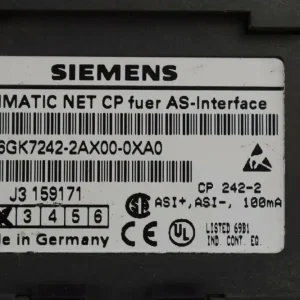 SIEMENS
IMATIC NET CP fuer AS-Interface
6GK7242-2AX00-0XA0
J3 159171
CP 242-2
ASI+,ASI-, 100mA
3 4 5 6
de in Germany
LISTED 69B1
IND. CONT. EQ.